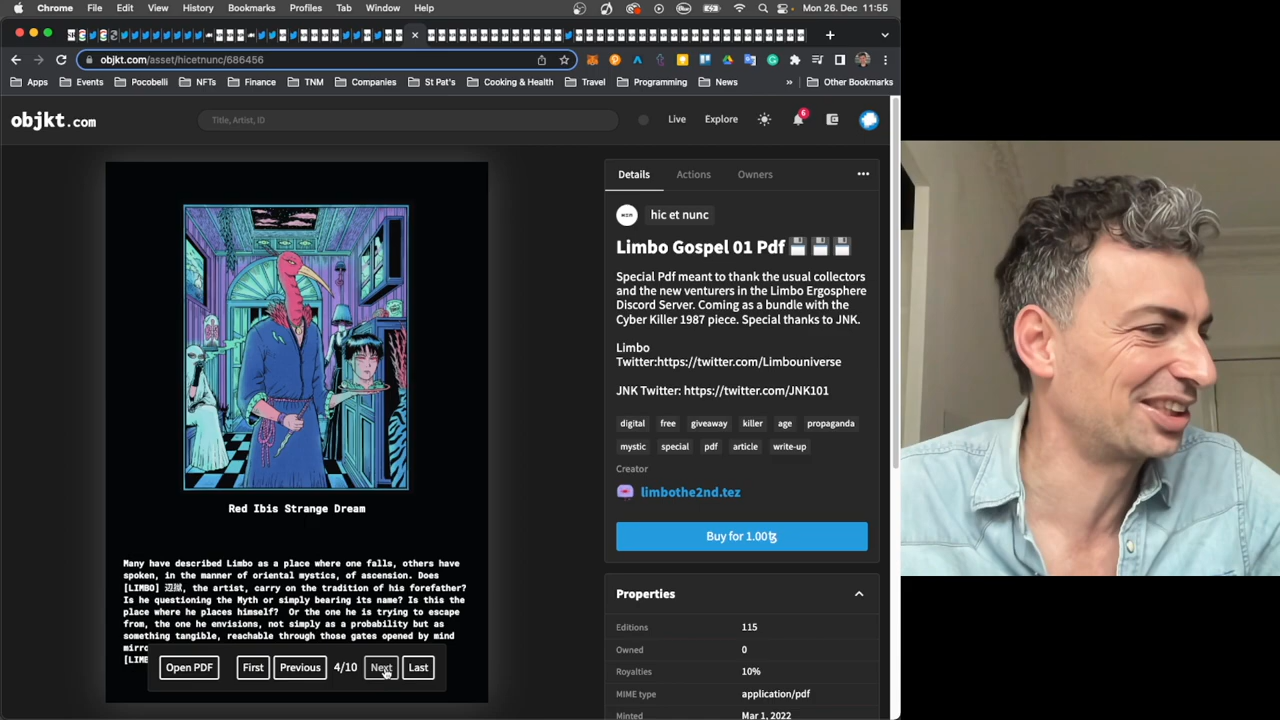 Chrome File Edit View History Bookmarks Profiles Tab Window Help Mon 26. Dec 11:55
objkt.com/asset/hicetnunc/686456
Apps Events Pocobelli NFTs Finance TNM Companies St Pat's Cooking & Health Travel Programming News » Other Bookmarks
objkt.com Title, Artist, ID Live Explore 6
Red Ibis Strange Dream
Many have described Limbo as a place where one falls, others have
spoken, in the manner of oriental mystics, of ascension. Does
[LIMBO] 辺獄, the artist, carry on the tradition of his forefather?
Is he questioning the Myth or simply bearing its name? Is this the
place where he places himself? Or the one he is trying to escape
from, the one he envisions, not simply as a probability but as
something tangible, reachable through those gates opened by mind
Open PDF First Previous 4/10 Next Last
Details Actions Owners
hic et nunc
Limbo Gospel 01 Pdf 💾💾💾
Special Pdf meant to thank the usual collectors
and the new venturers in the Limbo Ergosphere
Discord Server. Coming as a bundle with the
Cyber Killer 1987 piece. Special thanks to JNK.
Limbo
Twitter:https://twitter.com/Limbouniverse
JNK Twitter: https://twitter.com/JNK101
digital free giveaway killer age propaganda
mystic special pdf article write-up
Creator
limbothe2nd.tez
Buy for 1.00ꜩ
Properties
Editions 115
Owned 0
Royalties 10%
MIME type application/pdf
Minted Mar 1, 2022